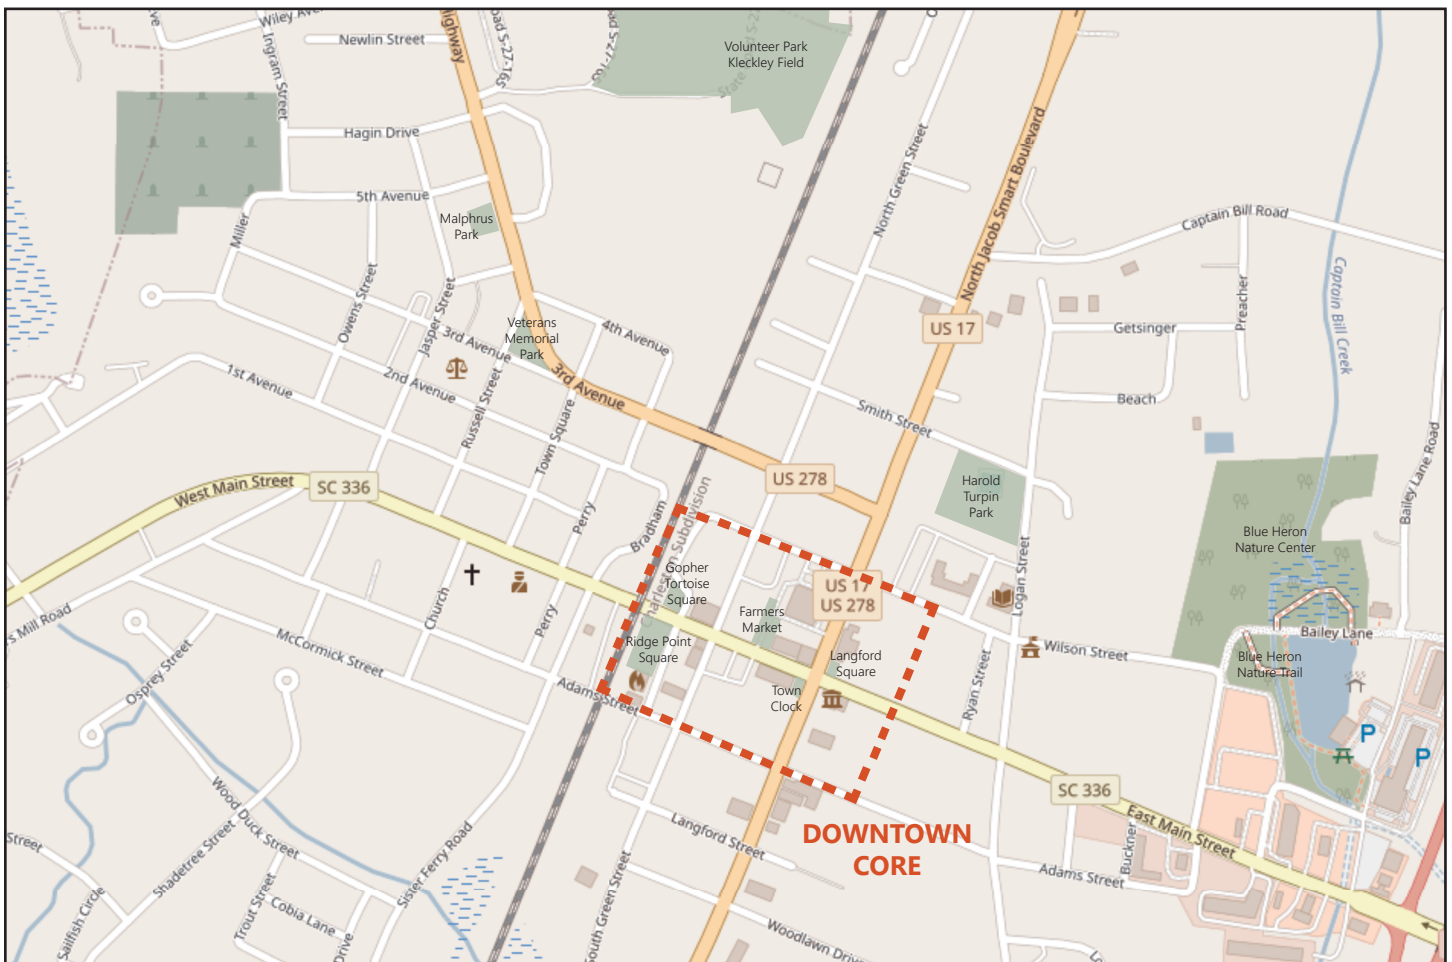 Wiley Ave
Newlin Street
Ingram Street
Highway
oad S-27-165
ad S-27-165
State
Volunteer Park
Kleckley Field
Hagin Drive
5th Avenue
Miller
Malphrus
Park
North Green Street
North Jacob Smart Boulevard
Captain Bill Road
Captain Bill Creek
Preacher
Getsinger
Beach
US 17
Owens Street
Jasper Street
Veterans
Memorial
Park
4th Avenue
3rd Avenue
3rd Avenue
2nd Avenue
1st Avenue
Russell Street
Town Square
Smith Street
US 278
West Main Street
SC 336
Perry
Bradham
Charleston Subdivision
Harold
Turpin
Park
Bailey Lane Road
Blue Heron
Nature Center
Gopher
Tortoise
Square
US 17
US 278
Farmers
Market
Logan Street
Church
Perry
Ridge Point
Square
Langford
Square
Town
Clock
Ryan Street
Wilson Street
Bailey Lane
Blue Heron
Nature Trail
s Mill Road
McCormick Street
Osprey Street
Adams Street
P
P
SC 336
East Main Street
DOWNTOWN
CORE
Langford Street
Adams Street
Buckner
Wood Duck Street
Shadetree Street
Street
Sailfish Circle
Trout Street
Cobia Lane
Drive
Sister Ferry Road
South Green Street
Woodlawn Driv